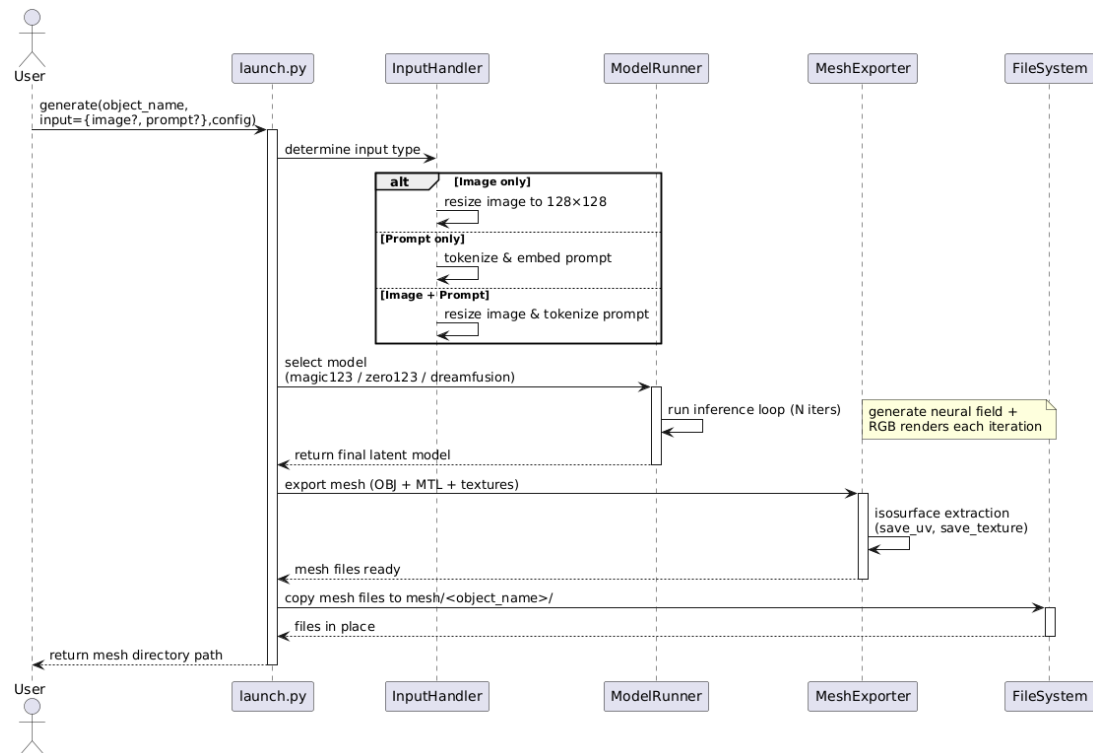 User
launch.py
InputHandler
ModelRunner
MeshExporter
FileSystem
generate(object_name,
input={image?, prompt?},config)
determine input type
alt
[Image only]
resize image to 128×128
[Prompt only]
tokenize & embed prompt
[Image + Prompt]
resize image & tokenize prompt
select model
(magic123 / zero123 / dreamfusion)
run inference loop (N iters)
generate neural field +
RGB renders each iteration
return final latent model
export mesh (OBJ + MTL + textures)
isosurface extraction
(save_uv, save_texture)
mesh files ready
copy mesh files to mesh/<object_name>/
files in place
return mesh directory path
User
launch.py
InputHandler
ModelRunner
MeshExporter
FileSystem